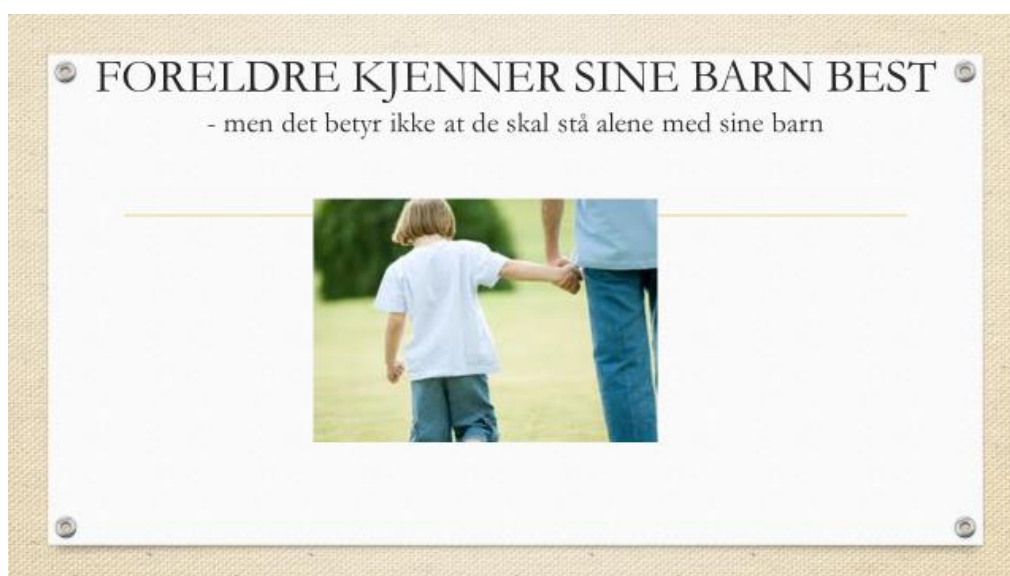 FORELDRE KJENNER SINE BARN BEST
- men det betyr ikke at de skal stå alene med sine barn